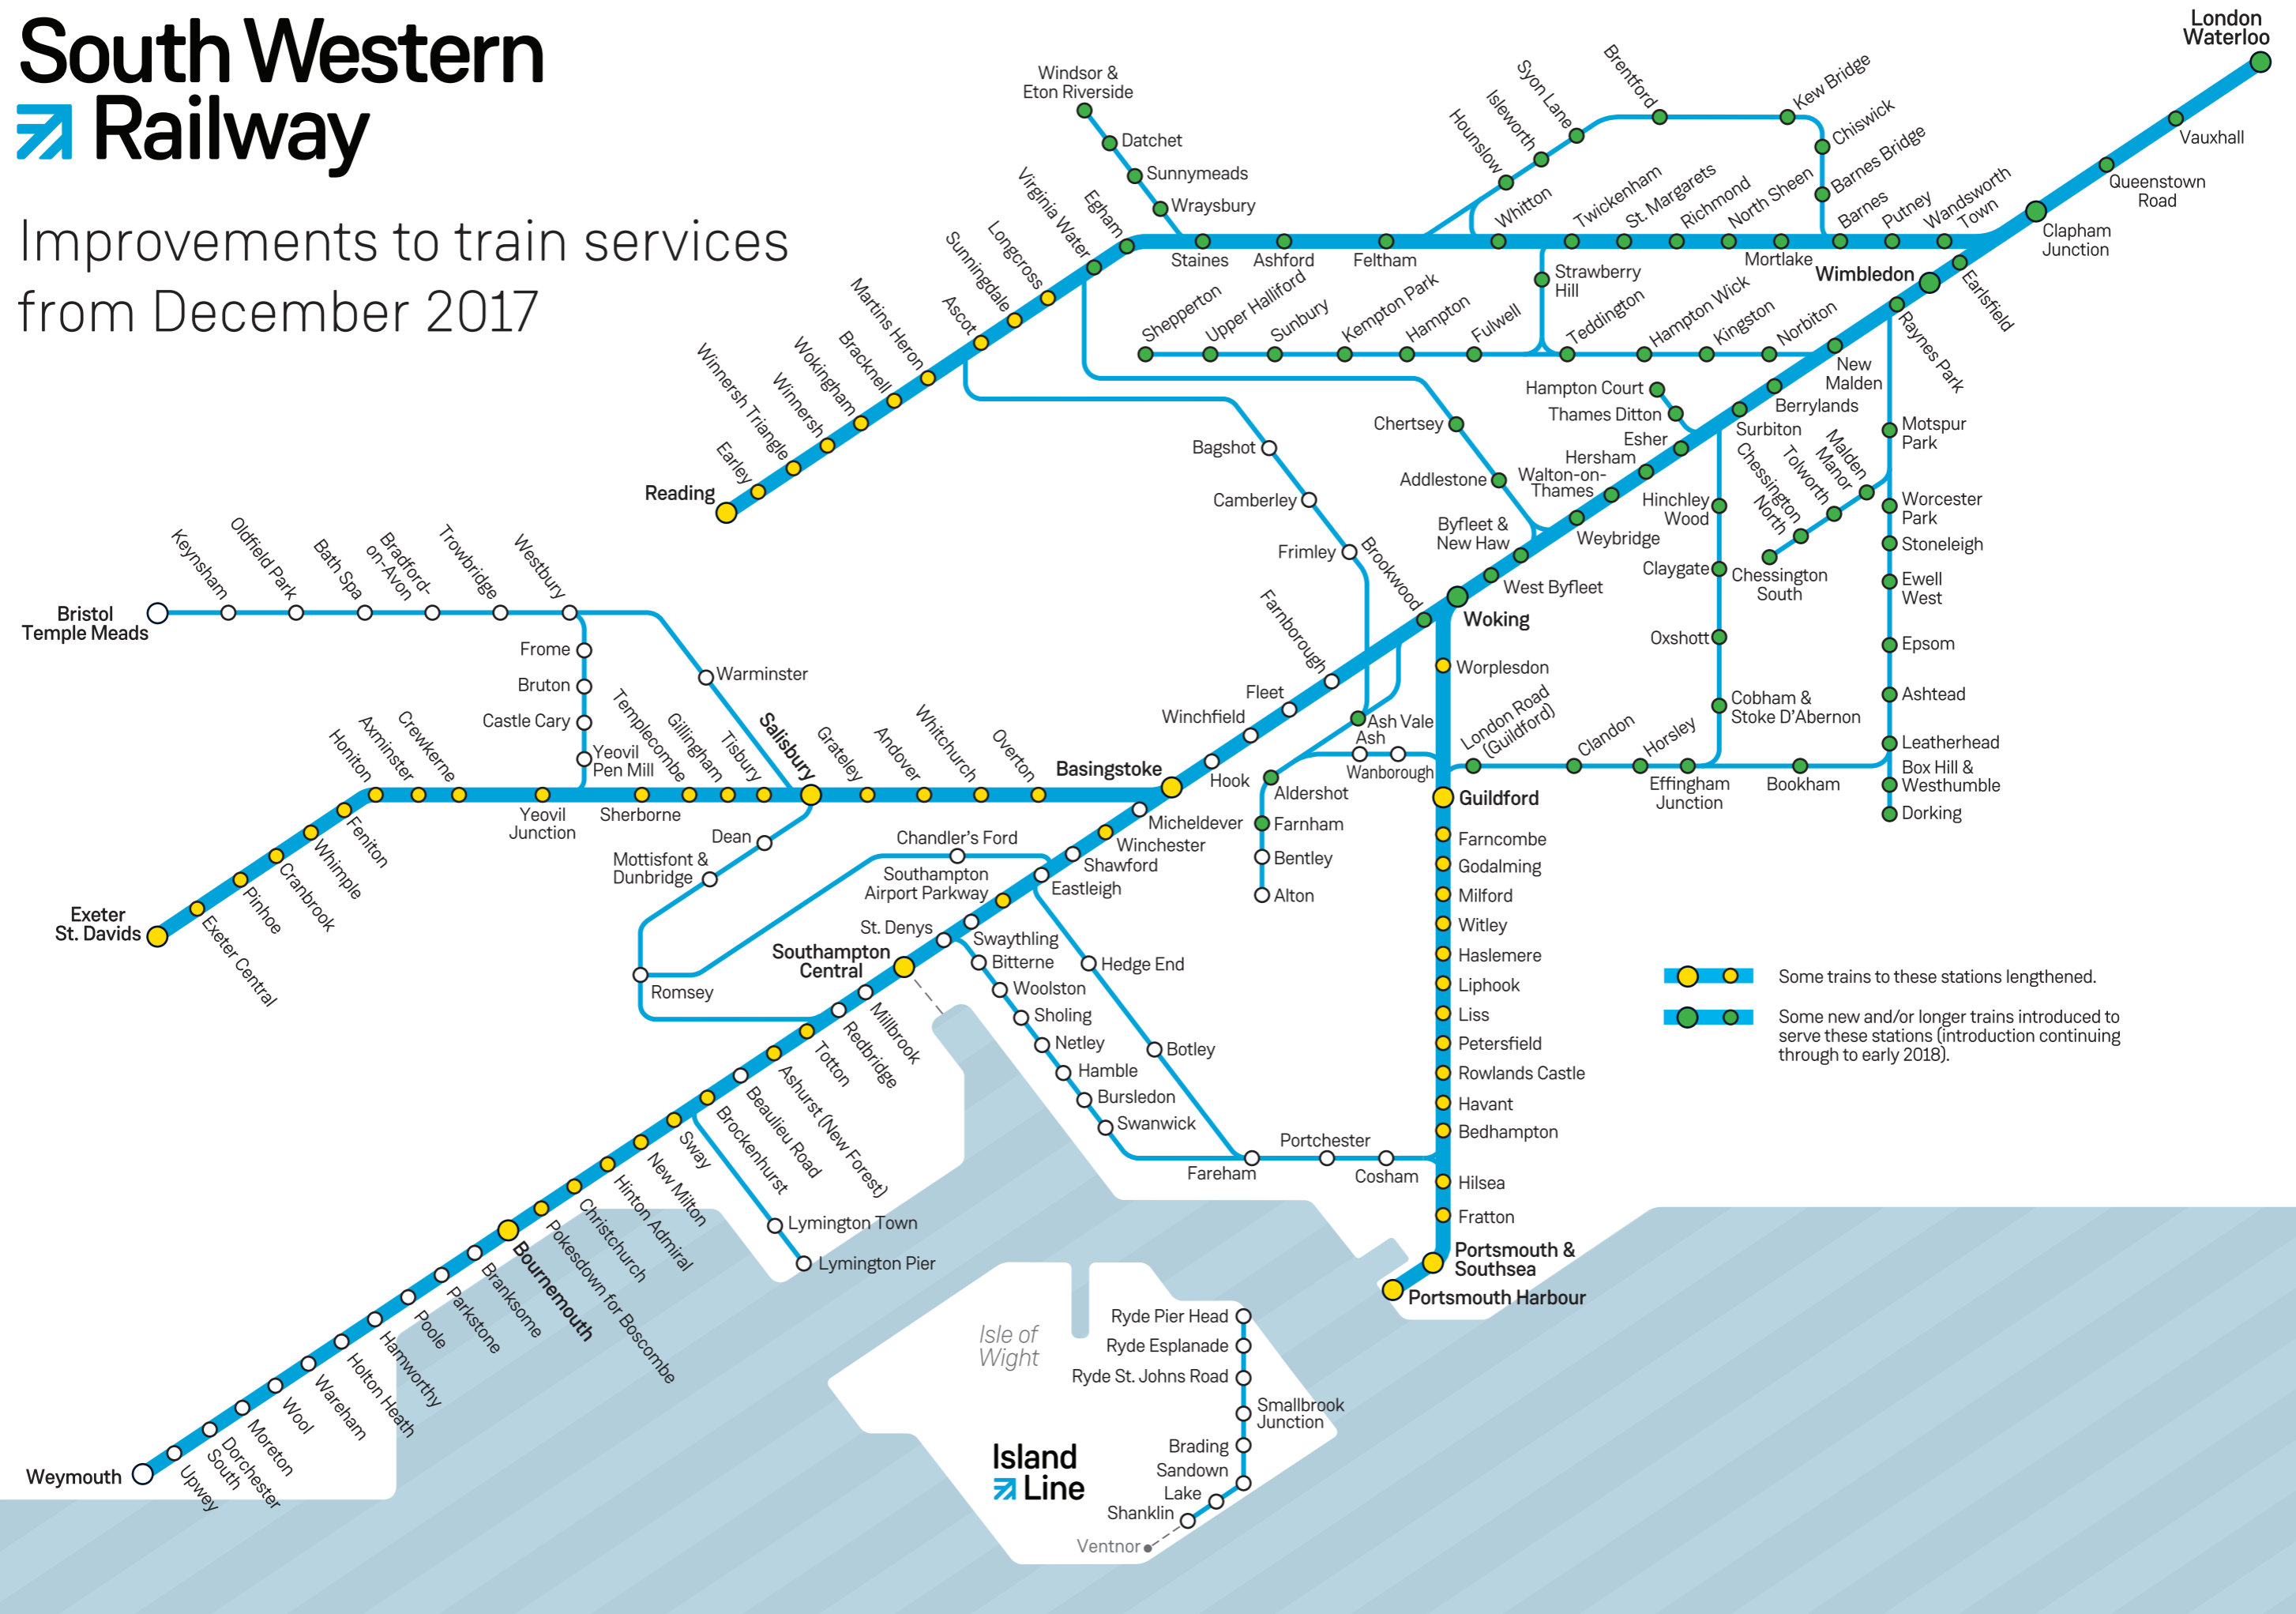 South Western
Railway
Improvements to train services
from December 2017
London
Waterloo
Vauxhall
Queenstown
Road
Clapham
Junction
Windsor &
Eton Riverside
Datchet
Sunnymeads
Wraysbury
Hounslow
Isleworth
Syon Lane
Brentford
Kew Bridge
Chiswick
Barnes Bridge
Virginia Water
Egham
Staines
Ashford
Feltham
Whitton
Twickenham
St. Margarets
Richmond
North Sheen
Mortlake
Barnes
Putney
Wandsworth
Town
Reading
Earley
Winnersh Triangle
Winnersh
Wokingham
Bracknell
Martins Heron
Ascot
Sunningdale
Longcross
Strawberry
Hill
Shepperton
Upper Halliford
Sunbury
Kempton Park
Hampton
Fulwell
Teddington
Hampton Wick
Kingston
Norbiton
Wimbledon
Earlsfield
Raynes Park
New
Malden
Berrylands
Surbiton
Hampton Court
Thames Ditton
Esher
Hersham
Walton-on-
Thames
Weybridge
Byfleet &
New Haw
West Byfleet
Woking
Brookwood
Chertsey
Addlestone
Bagshot
Camberley
Frimley
Motspur
Park
Malden
Manor
Tolworth
Chessington
North
Chessington
South
Worcester
Park
Stoneleigh
Ewell
West
Epsom
Ashtead
Leatherhead
Box Hill &
Westhumble
Dorking
Hinchley
Wood
Claygate
Oxshott
Cobham &
Stoke D'Abernon
London Road
(Guildford)
Clandon
Horsley
Effingham
Junction
Bookham
Worplesdon
Guildford
Farncombe
Godalming
Milford
Witley
Haslemere
Liphook
Liss
Petersfield
Rowlands Castle
Havant
Bedhampton
Hilsea
Fratton
Portsmouth &
Southsea
Portsmouth Harbour
Ash Vale
Ash
Wanborough
Aldershot
Farnham
Bentley
Alton
Farnborough
Fleet
Winchfield
Hook
Basingstoke
Bristol
Temple Meads
Keynsham
Oldfield Park
Bath Spa
Bradford-
on-Avon
Trowbridge
Westbury
Frome
Bruton
Castle Cary
Yeovil
Pen Mill
Warminster
Salisbury
Grateley
Andover
Whitchurch
Overton
Tisbury
Gillingham
Templecombe
Sherborne
Yeovil
Junction
Crewkerne
Axminster
Honiton
Feniton
Whimple
Cranbrook
Pinhoe
Exeter Central
Exeter
St. Davids
Dean
Mottisfont &
Dunbridge
Romsey
Chandler's Ford
Micheldever
Winchester
Shawford
Eastleigh
Southampton
Airport Parkway
Swaythling
St. Denys
Southampton
Central
Bitterne
Woolston
Sholing
Netley
Hamble
Bursledon
Swanwick
Hedge End
Botley
Fareham
Portchester
Cosham
Millbrook
Redbridge
Totton
Ashurst (New Forest)
Beaulieu Road
Brockenhurst
Sway
New Milton
Hinton Admiral
Christchurch
Pokesdown for Boscombe
Bournemouth
Branksome
Parkstone
Poole
Hamworthy
Holton Heath
Wareham
Wool
Moreton
Dorchester
South
Upwey
Weymouth
Lymington Town
Lymington Pier
Some trains to these stations lengthened.
Some new and/or longer trains introduced to
serve these stations (introduction continuing
through to early 2018).
Isle of
Wight
Island
Line
Ryde Pier Head
Ryde Esplanade
Ryde St. Johns Road
Smallbrook
Junction
Brading
Sandown
Lake
Shanklin
Ventnor